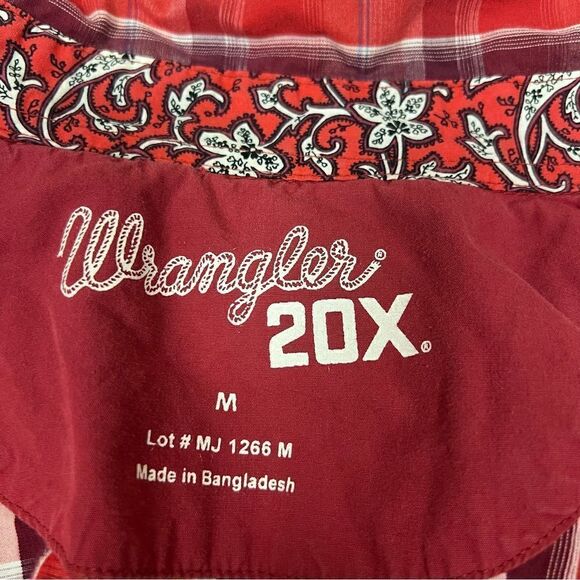 Wrangler®
20X®
M
Lot # MJ 1266 M
Made in Bangladesh